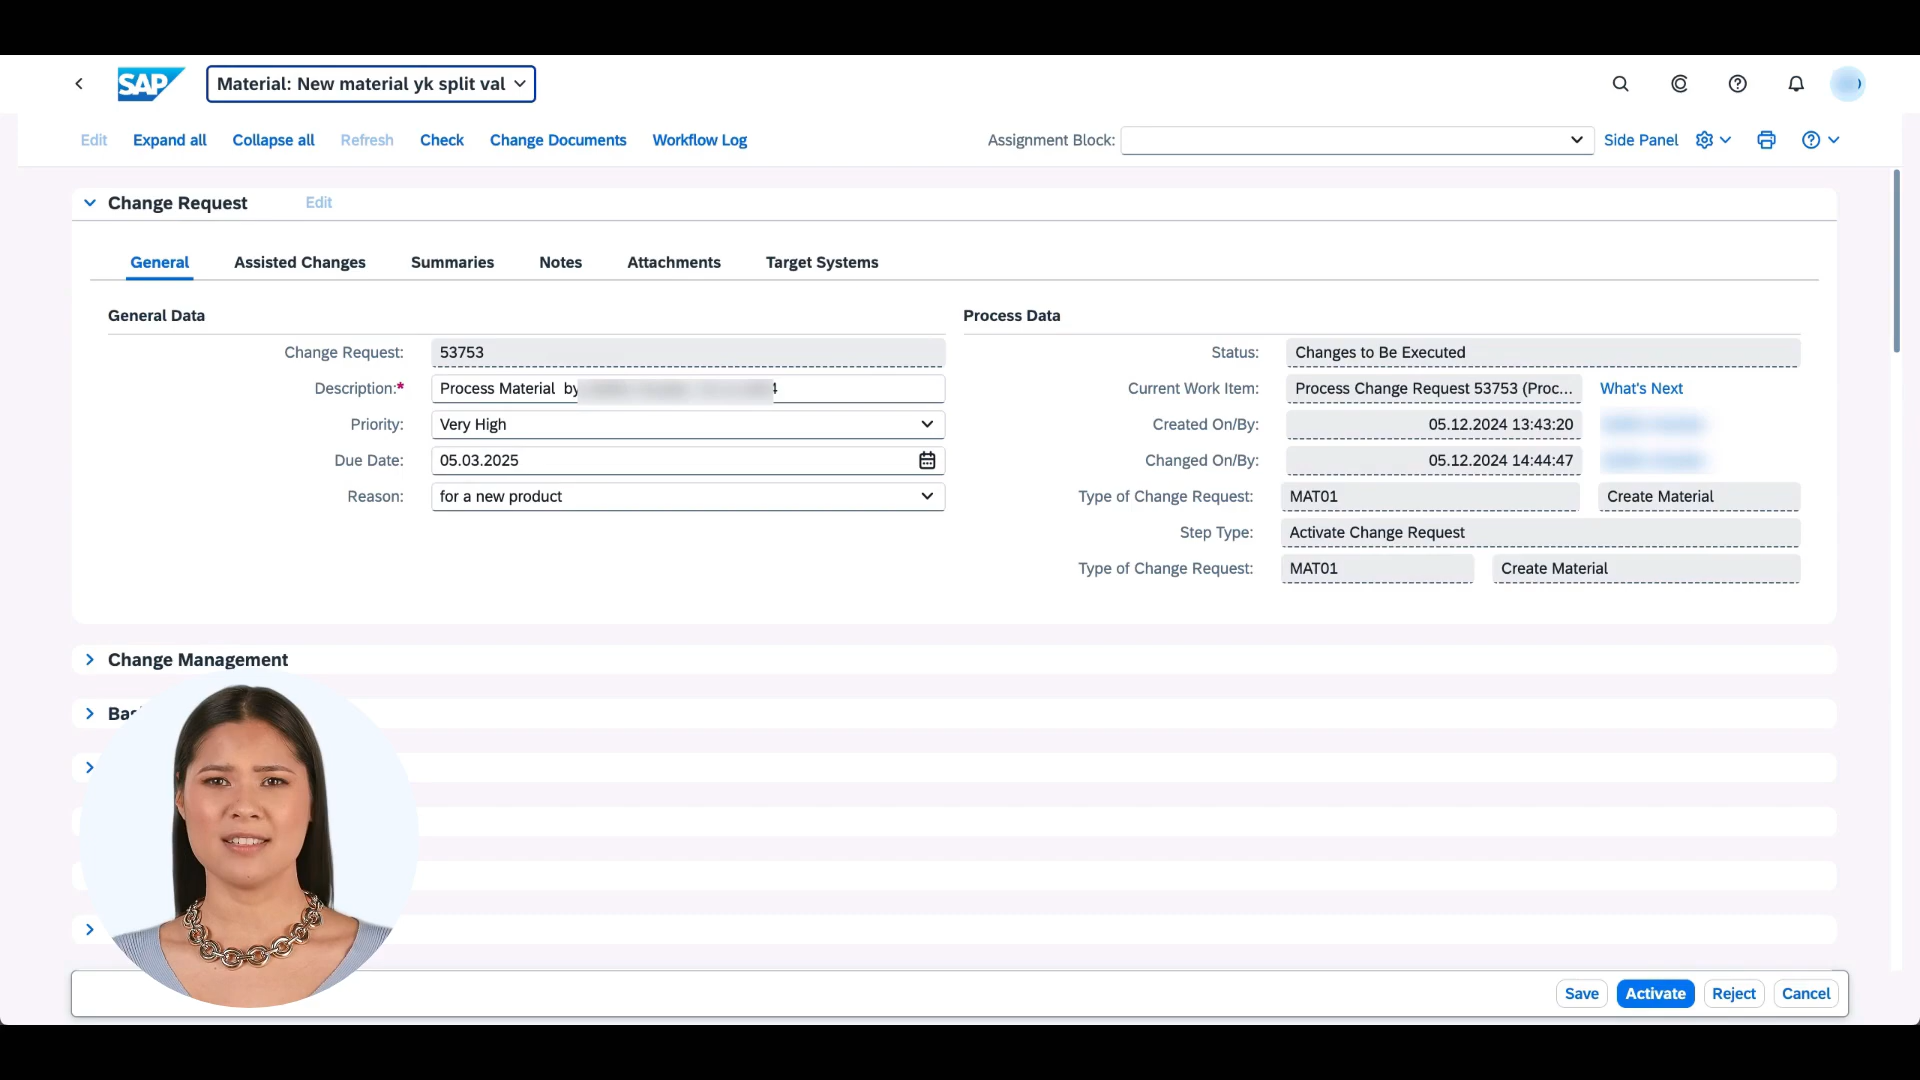 SAP Material: New material yk split val
Edit Expand all Collapse all Refresh Check Change Documents Workflow Log Assignment Block: Side Panel
Change Request Edit
General Assisted Changes Summaries Notes Attachments Target Systems
General Data Process Data
Change Request: 53753 Status: Changes to Be Executed
Description:* Process Material by Current Work Item: Process Change Request 53753 (Proc... What's Next
Priority: Very High Created On/By: 05.12.2024 13:43:20
Due Date: 05.03.2025 Changed On/By: 05.12.2024 14:44:47
Reason: for a new product Type of Change Request: MAT01 Create Material
Step Type: Activate Change Request
Type of Change Request: MAT01 Create Material
Change Management
Save Activate Reject Cancel